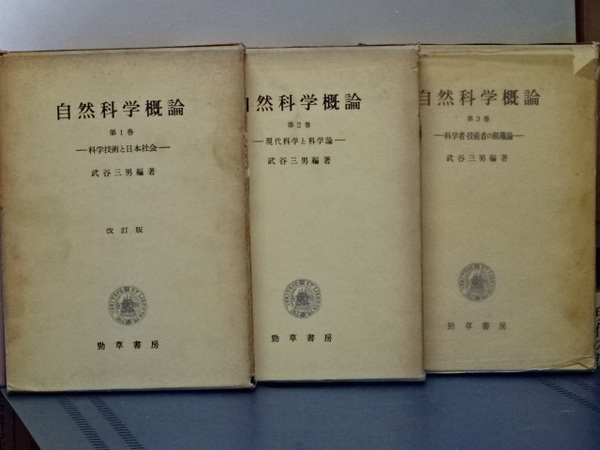 自然科学概論
第1巻
―科学技術と日本社会―
武谷三男編著
改訂版
勁草書房
自然科学概論
第2巻
―現代科学と科学論―
武谷三男編著
勁草書房
自然科学概論
第3巻
―科学者・技術者の組織論―
武谷三男編著
勁草書房